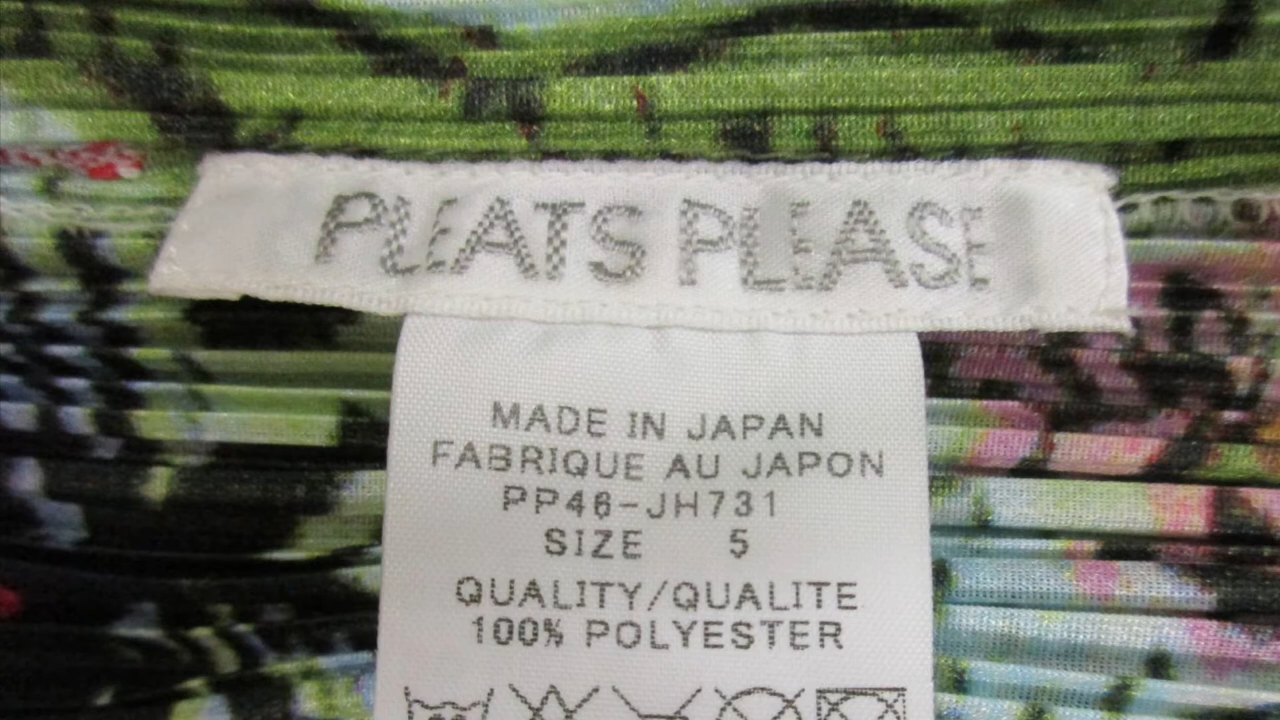 PLEATS PLEASE
MADE IN JAPAN
FABRIQUE AU JAPON
PP46-JH731
SIZE 5
QUALITY/QUALITE
100% POLYESTER